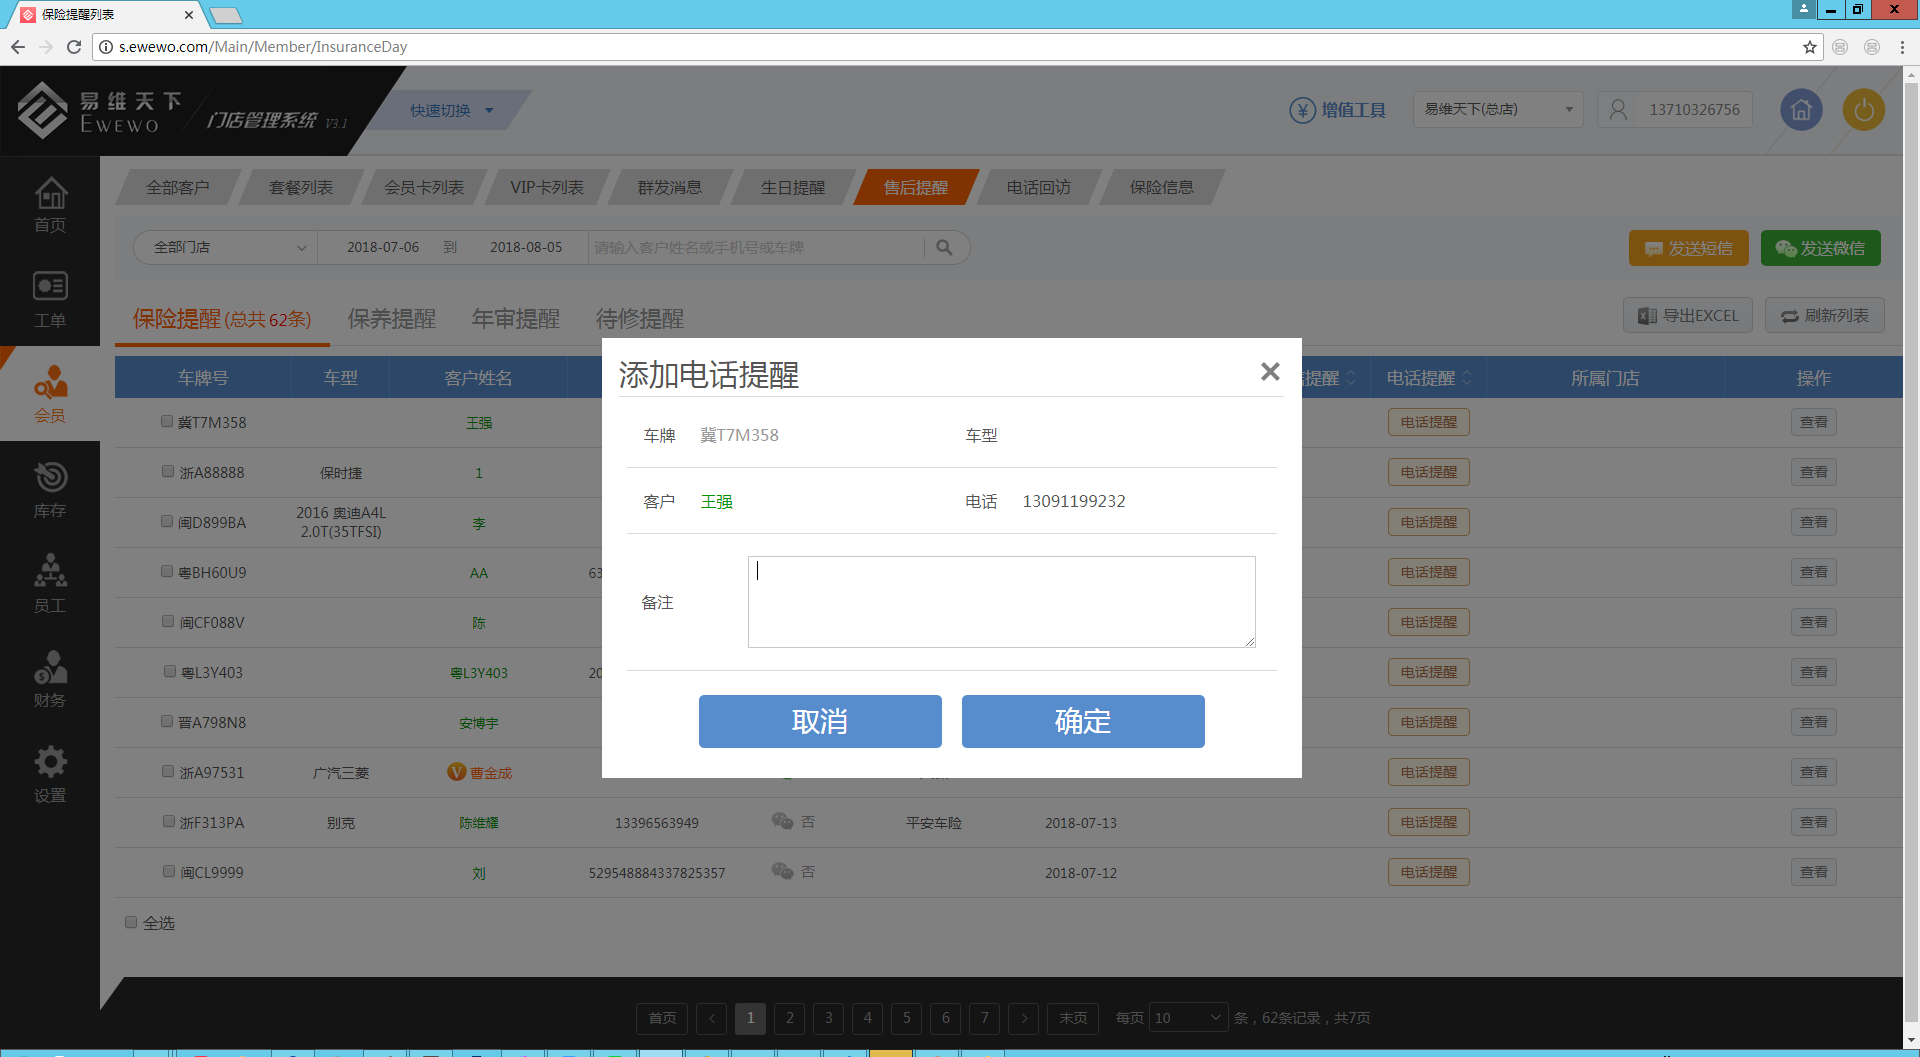 保险提醒列表
s.ewewo.com/Main/Member/InsuranceDay
易维天下
EWEWO
门店管理系统 V3.1
快速切换
增值工具
易维天下(总店)
13710326756
首页
工单
会员
库存
员工
财务
设置
全部客户 套餐列表 会员卡列表 VIP卡列表 群发消息 生日提醒 售后提醒 电话回访 保险信息
全部门店 2018-07-06 到 2018-08-05 请输入客户姓名或手机号或车牌
发送短信 发送微信
保险提醒(总共62条) 保养提醒 年审提醒 待修提醒
导出EXCEL 刷新列表
车牌号 车型 客户姓名 提醒 电话提醒 所属门店 操作
冀T7M358 王强 电话提醒 查看
浙A88888 保时捷 1 电话提醒 查看
闽D899BA 2016 奥迪A4L 2.0T(35TFSI) 李 电话提醒 查看
粤BH60U9 AA 63 电话提醒 查看
闽CF088V 陈 电话提醒 查看
粤L3Y403 粤L3Y403 20 电话提醒 查看
晋A798N8 安博宇 电话提醒 查看
浙A97531 广汽三菱 V 曹金成 电话提醒 查看
浙F313PA 别克 陈维耀 13396563949 否 平安车险 2018-07-13 电话提醒 查看
闽CL9999 刘 529548884337825357 否 2018-07-12 电话提醒 查看
全选
添加电话提醒
车牌 冀T7M358 车型
客户 王强 电话 13091199232
备注
取消 确定
首页 < 1 2 3 4 5 6 7 > 末页 每页 10 条，62条记录，共7页